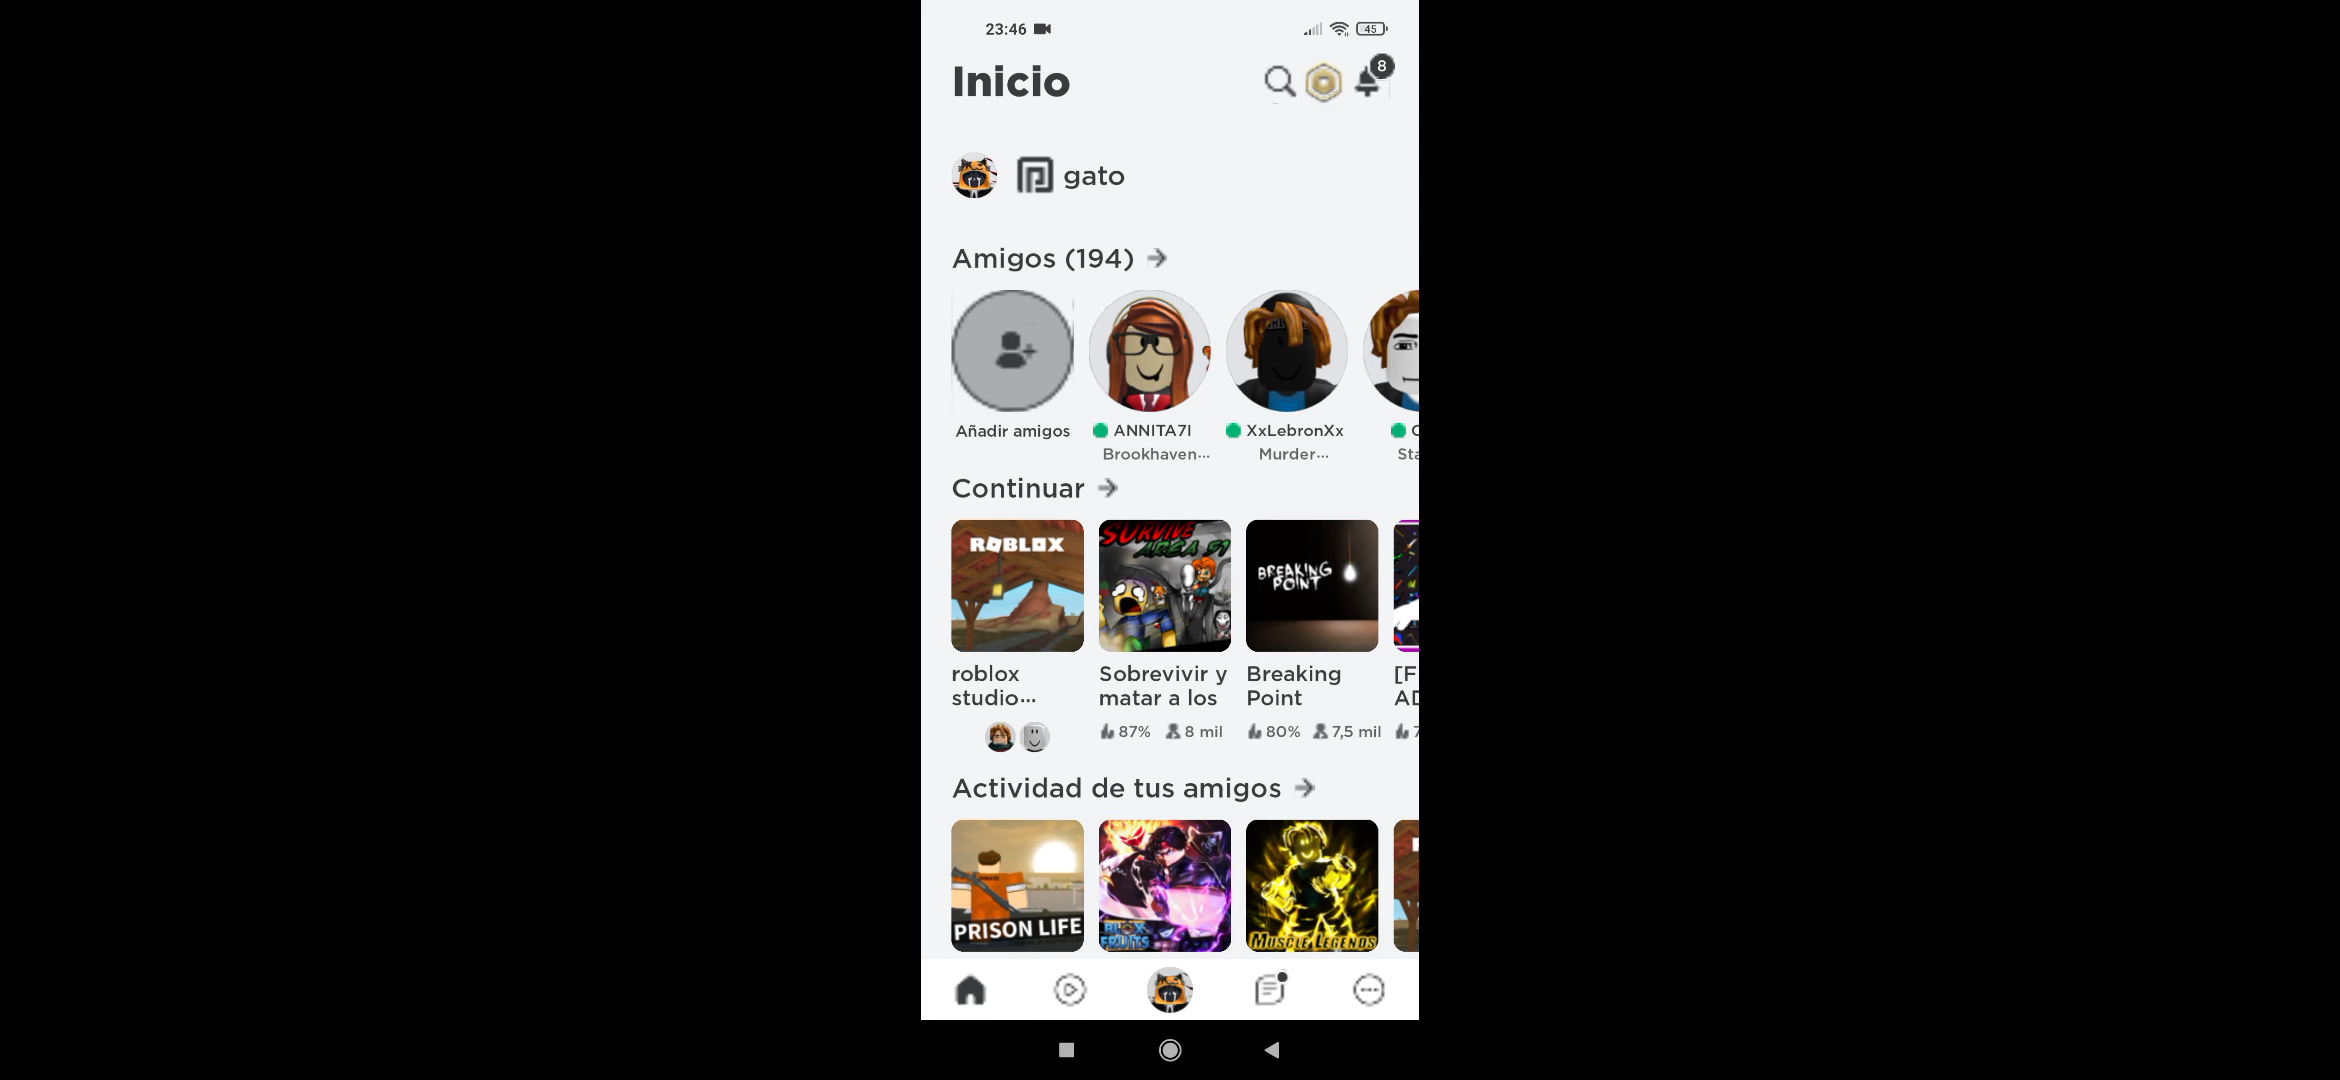 23:46
45
Inicio
8
gato
Amigos (194)
Añadir amigos
ANNITA7I
XxLebronXx
Brookhaven...
Murder...
Continuar
ROBLOX
SURVIVE
AREA 51
BREAKING
POINT
roblox
studio...
Sobrevivir y
matar a los
Breaking
Point
[F
AD
87%
8 mil
80%
7,5 mil
7
Actividad de tus amigos
PRISON LIFE
BLOX
FRUITS
MUSCLE LEGENDS